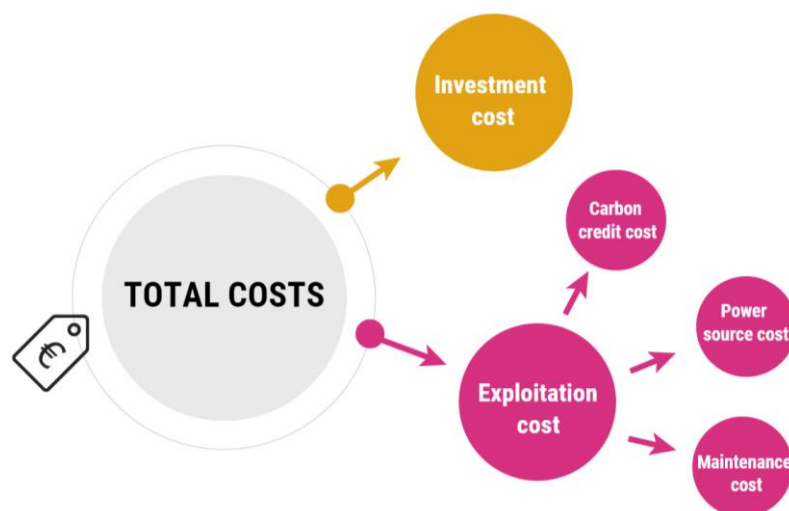 Investment
cost
Carbon
credit cost
TOTAL COSTS
€
Power
source cost
Exploitation
cost
Maintenance
cost